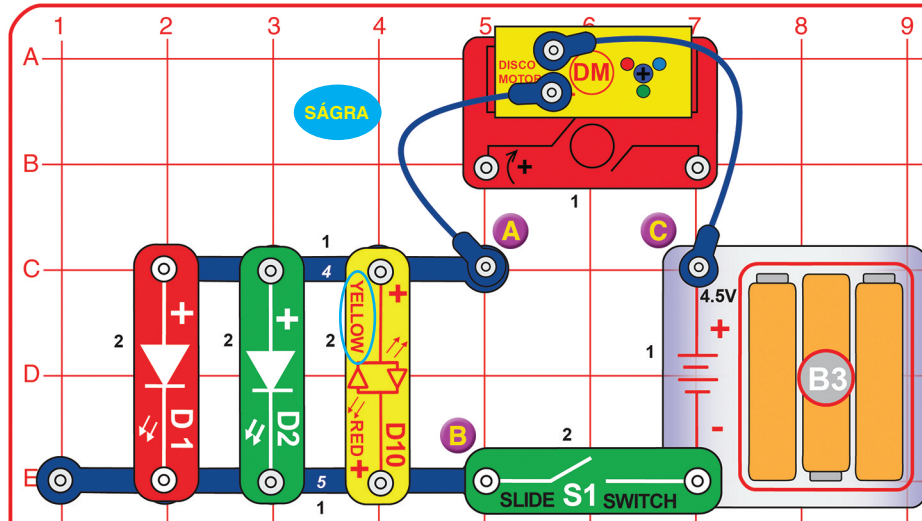 1 2 3 4 5 6 7 8 9
A
DISCO
MOTOR
DM
+
-
SÁGRA
B
+
1
A
C
1
C
4
4.5V
+
2
2
YELLOW
+
2
+
+
1
D
B3
-
D1
D2
RED
D10
+
B
2
E
5
SLIDE S1 SWITCH
1